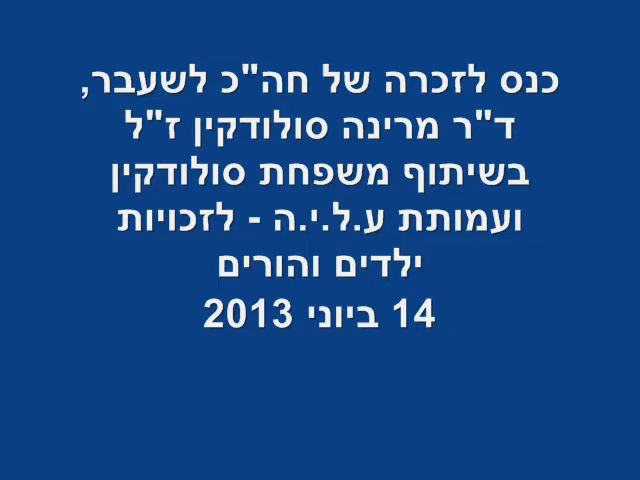 כנס לזכרה של חה"כ לשעבר,
ד"ר מרינה סולודקין ז"ל
בשיתוף משפחת סולודקין
ועמותת ע.ל.י.ה - לזכויות
ילדים והורים
14 ביוני 2013